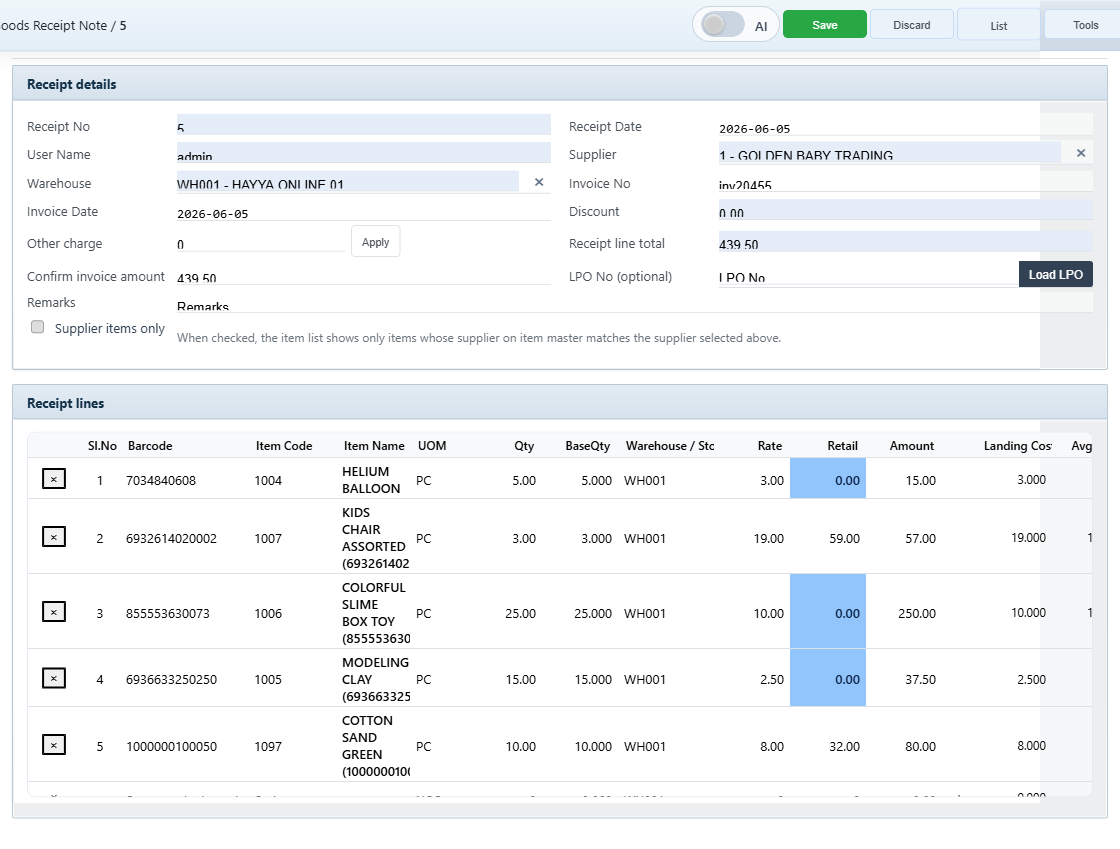 oods Receipt Note / 5
AI
Save
Discard
List
Tools
Receipt details
Receipt No
5
Receipt Date
2026-06-05
User Name
admin
Supplier
1 - GOLDEN BABY TRADING
×
Warehouse
WH001 - HAYYA ONLINE 01
×
Invoice No
inv20455
Invoice Date
2026-06-05
Discount
0.00
Other charge
0
Apply
Receipt line total
439.50
Confirm invoice amount
439.50
LPO No (optional)
LPO No
Load LPO
Remarks
Remarks
Supplier items only
When checked, the item list shows only items whose supplier on item master matches the supplier selected above.
Receipt lines
Sl.No Barcode Item Code Item Name UOM Qty BaseQty Warehouse / Stc Rate Retail Amount Landing Cos Avg
× 1 7034840608 1004 HELIUM PC 5.00 5.000 WH001 3.00 0.00 15.00 3.000
BALLOON
× 2 6932614020002 1007 KIDS PC 3.00 3.000 WH001 19.00 59.00 57.00 19.000 1
CHAIR
ASSORTED
(693261402
× 3 855553630073 1006 COLORFUL PC 25.00 25.000 WH001 10.00 0.00 250.00 10.000 1
SLIME
BOX TOY
(855553630
× 4 6936633250250 1005 MODELING PC 15.00 15.000 WH001 2.50 0.00 37.50 2.500
CLAY
(693663325
× 5 1000000100050 1097 COTTON PC 10.00 10.000 WH001 8.00 32.00 80.00 8.000
SAND
GREEN
(1000000100